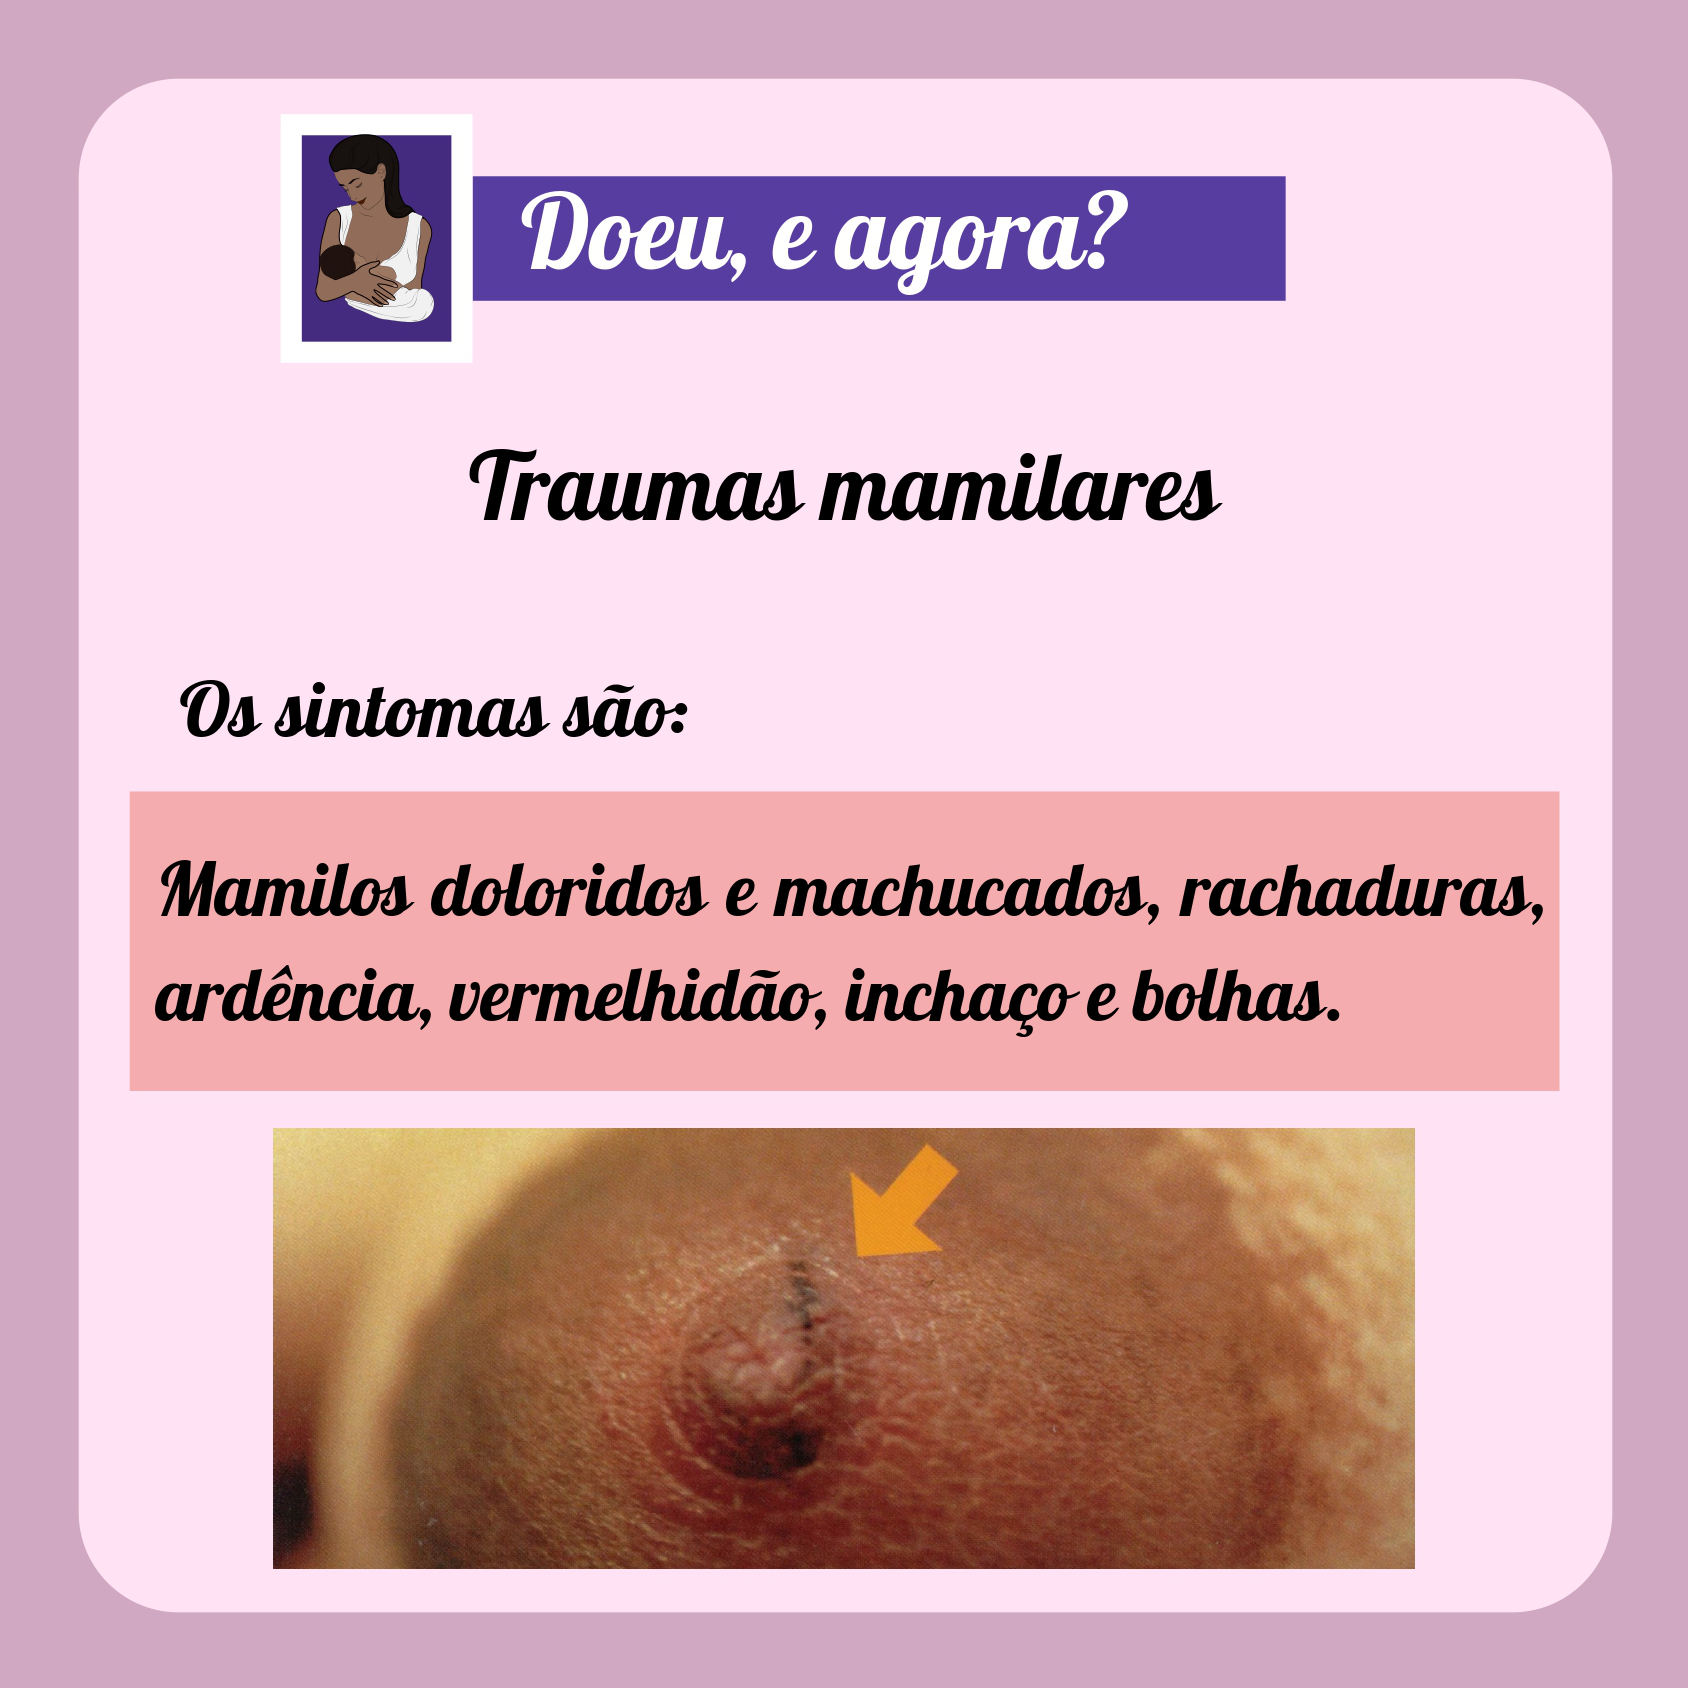 Doeu, e agora?
Traumas mamilares
Os sintomas são:
Mamilos doloridos e machucados, rachaduras,
ardência, vermelhidão, inchaço e bolhas.